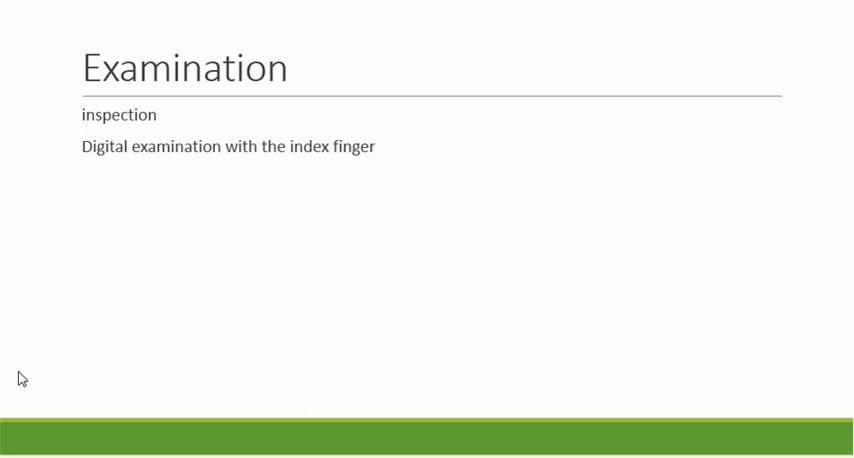 Examination
inspection
Digital examination with the index finger